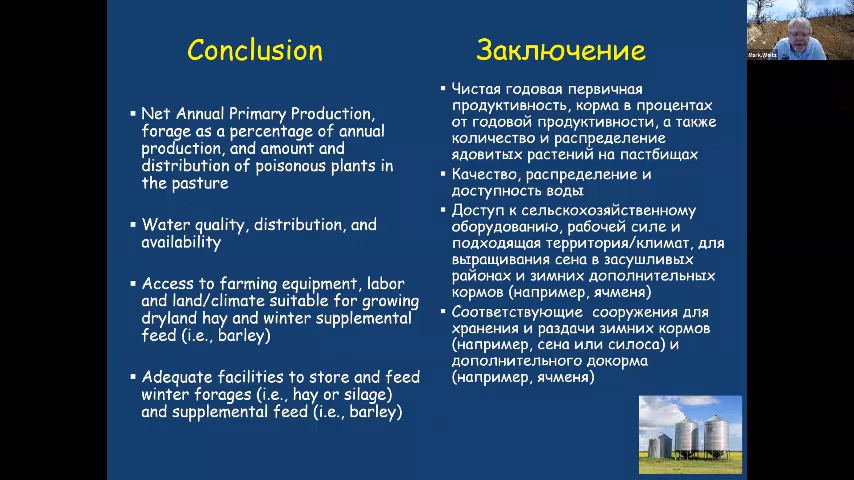 Conclusion
▪ Net Annual Primary Production,
forage as a percentage of annual
production, and amount and
distribution of poisonous plants in
the pasture
▪ Water quality, distribution, and
availability
▪ Access to farming equipment, labor
and land/climate suitable for growing
dryland hay and winter supplemental
feed (i.e., barley)
▪ Adequate facilities to store and feed
winter forages (i.e., hay or silage)
and supplemental feed (i.e., barley)
Заключение
▪ Чистая годовая первичная
продуктивность, корма в процентах
от годовой продуктивности, а также
количество и распределение
ядовитых растений на пастбищах
▪ Качество, распределение и
доступность воды
▪ Доступ к сельскохозяйственному
оборудованию, рабочей силе и
подходящая территория/климат, для
выращивания сена в засушливых
районах и зимних дополнительных
кормов (например, ячменя)
▪ Соответствующие сооружения для
хранения и раздачи зимних кормов
(например, сена или силоса) и
дополнительного докорма
(например, ячменя)
Mark.Weltz